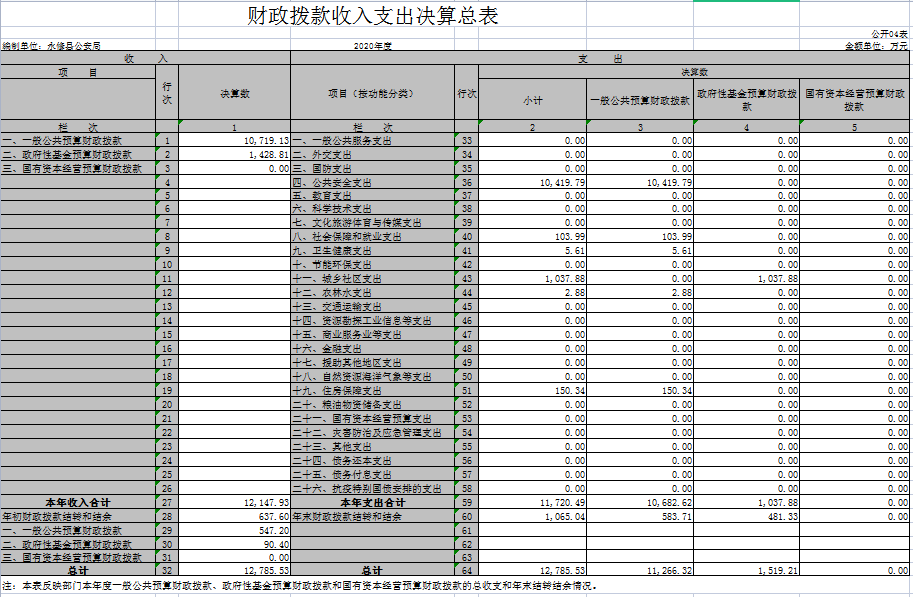 财政拨款收入支出决算总表
公开04表
编制单位：永修县公安局 2020年度 金额单位：万元
收 入 支 出
项 目 行次 决算数 项目（按功能分类） 行次 决算数
小计 一般公共预算财政拨款 政府性基金预算财政拨款 国有资本经营预算财政拨款
栏 次 1 栏 次 2 3 4 5
一、一般公共预算财政拨款 1 10,719.13 一、一般公共服务支出 33 0.00 0.00 0.00 0.00
二、政府性基金预算财政拨款 2 1,428.81 二、外交支出 34 0.00 0.00 0.00 0.00
三、国有资本经营预算财政拨款 3 0.00 三、国防支出 35 0.00 0.00 0.00 0.00
4 四、公共安全支出 36 10,419.79 10,419.79 0.00 0.00
5 五、教育支出 37 0.00 0.00 0.00 0.00
6 六、科学技术支出 38 0.00 0.00 0.00 0.00
7 七、文化旅游体育与传媒支出 39 0.00 0.00 0.00 0.00
8 八、社会保障和就业支出 40 103.99 103.99 0.00 0.00
9 九、卫生健康支出 41 5.61 5.61 0.00 0.00
10 十、节能环保支出 42 0.00 0.00 0.00 0.00
11 十一、城乡社区支出 43 1,037.88 0.00 1,037.88 0.00
12 十二、农林水支出 44 2.88 2.88 0.00 0.00
13 十三、交通运输支出 45 0.00 0.00 0.00 0.00
14 十四、资源勘探工业信息等支出 46 0.00 0.00 0.00 0.00
15 十五、商业服务业等支出 47 0.00 0.00 0.00 0.00
16 十六、金融支出 48 0.00 0.00 0.00 0.00
17 十七、援助其他地区支出 49 0.00 0.00 0.00 0.00
18 十八、自然资源海洋气象等支出 50 0.00 0.00 0.00 0.00
19 十九、住房保障支出 51 150.34 150.34 0.00 0.00
20 二十、粮油物资储备支出 52 0.00 0.00 0.00 0.00
21 二十一、国有资本经营预算支出 53 0.00 0.00 0.00 0.00
22 二十二、灾害防治及应急管理支出 54 0.00 0.00 0.00 0.00
23 二十三、其他支出 55 0.00 0.00 0.00 0.00
24 二十四、债务还本支出 56 0.00 0.00 0.00 0.00
25 二十五、债务付息支出 57 0.00 0.00 0.00 0.00
26 二十六、抗疫特别国债安排的支出 58 0.00 0.00 0.00 0.00
本年收入合计 27 12,147.93 本年支出合计 59 11,720.49 10,682.62 1,037.88 0.00
年初财政拨款结转和结余 28 637.60 年末财政拨款结转和结余 60 1,065.04 583.71 481.33 0.00
一、一般公共预算财政拨款 29 547.20 61
二、政府性基金预算财政拨款 30 90.40 62
三、国有资本经营预算财政拨款 31 0.00 63
总计 32 12,785.53 总计 64 12,785.53 11,266.32 1,519.21 0.00
注：本表反映部门本年度一般公共预算财政拨款、政府性基金预算财政拨款和国有资本经营预算财政拨款的总收支和年末结转结余情况。